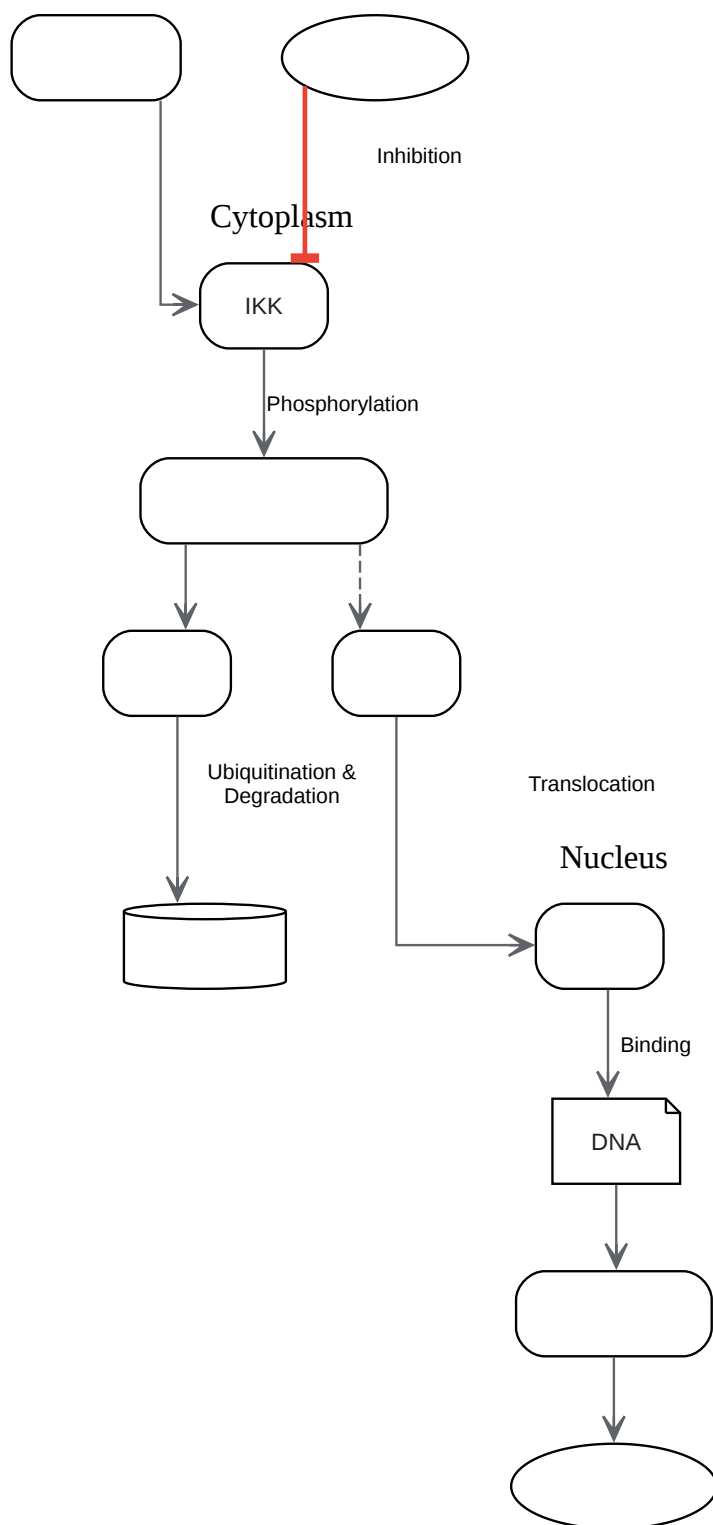 Inhibition
Cytoplasm
IKK
Phosphorylation
Ubiquitination &
Degradation
Translocation
Nucleus
Binding
DNA